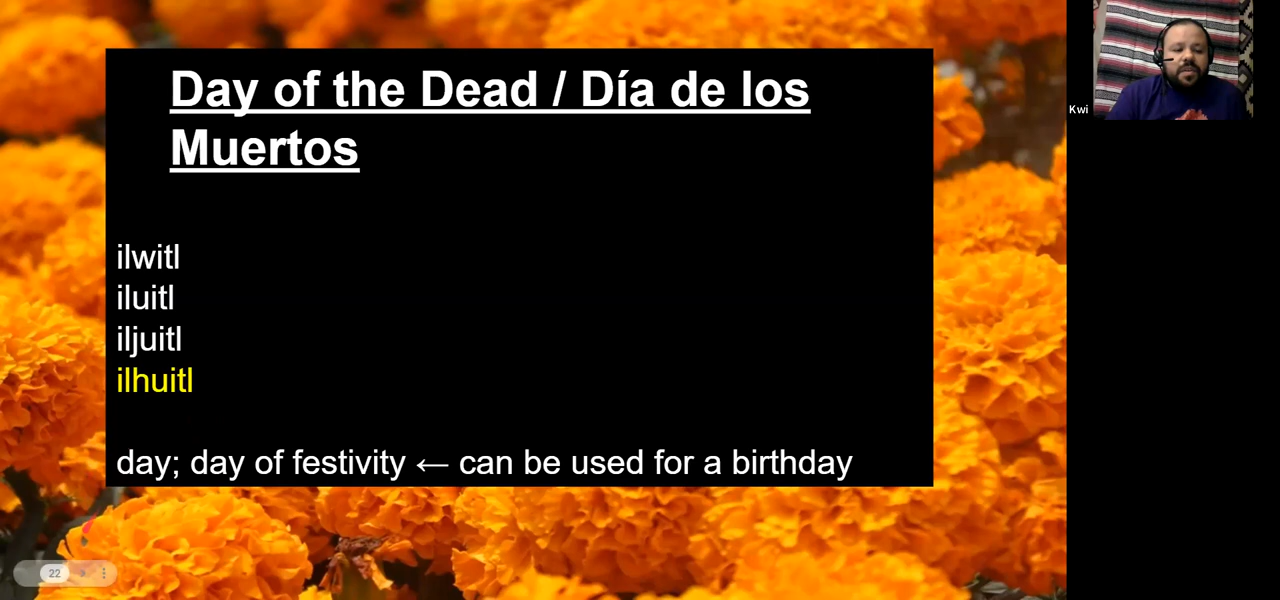 Day of the Dead / Día de los
Muertos
ilwitl
iluitl
iljuitl
ilhuitl
day; day of festivity ← can be used for a birthday
Kwi
22